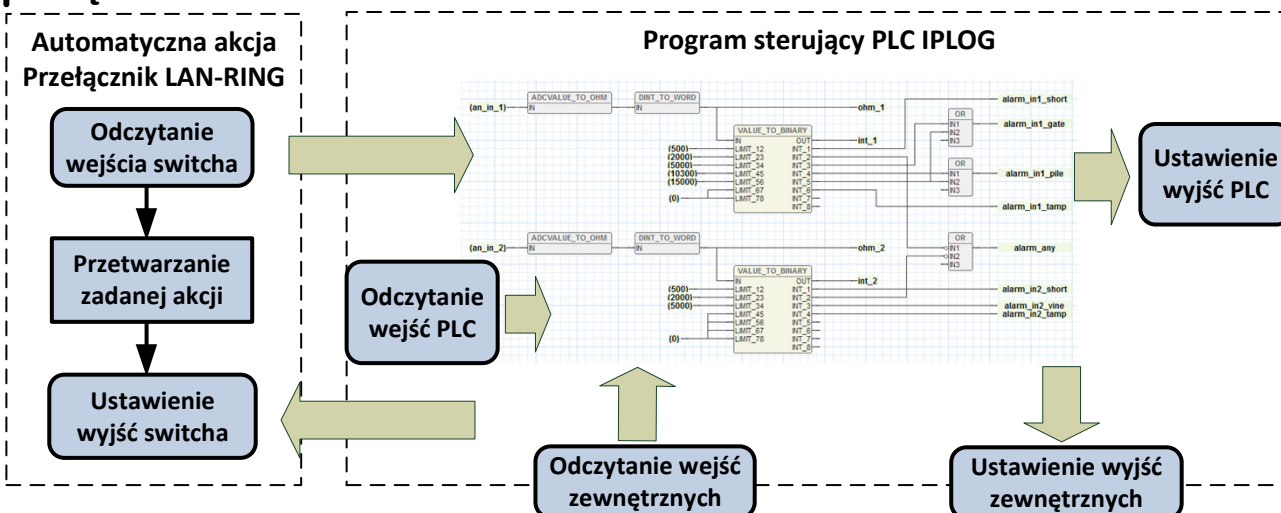 Automatyczna akcja
Przełącznik LAN-RING
Odczytanie
wejścia switcha
Przetwarzanie
zadanej akcji
Ustawienie
wyjść switcha
Program sterujący PLC IPLOG
(an_in_1)
ADCVALUE_TO_OHM
IN
DINT_TO_WORD
IN
ohm_1
VALUE_TO_BINARY
IN OUT
LIMIT_12 INT_1
LIMIT_23 INT_2
LIMIT_34 INT_3
LIMIT_45 INT_4
LIMIT_56 INT_5
LIMIT_67 INT_6
LIMIT_78 INT_7
INT_8
(500)
(2000)
(5000)
(10300)
(15000)
(0)
int_1
OR
IN1
IN2
IN3
OR
IN1
IN2
IN3
alarm_in1_short
alarm_in1_gate
alarm_in1_pile
alarm_in1_tamp
(an_in_2)
ADCVALUE_TO_OHM
IN
DINT_TO_WORD
IN
ohm_2
VALUE_TO_BINARY
IN OUT
LIMIT_12 INT_1
LIMIT_23 INT_2
LIMIT_34 INT_3
LIMIT_45 INT_4
LIMIT_56 INT_5
LIMIT_67 INT_6
LIMIT_78 INT_7
INT_8
(500)
(2000)
(5000)
(0)
int_2
OR
IN1
IN2
IN3
alarm_any
alarm_in2_short
alarm_in2_vine
alarm_in2_tamp
Odczytanie
wejść PLC
Ustawienie
wyjść PLC
Odczytanie wejść
zewnętrznych
Ustawienie wyjść
zewnętrznych